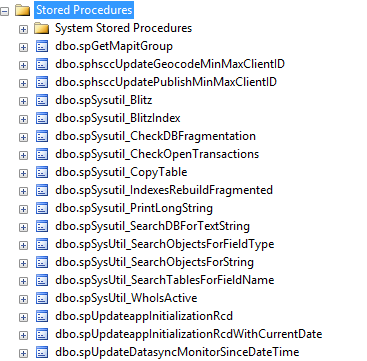 Stored Procedures
System Stored Procedures
dbo.spGetMapitGroup
dbo.sphsccUpdateGeocodeMinMaxClientID
dbo.sphsccUpdatePublishMinMaxClientID
dbo.spSysutil_Blitz
dbo.spSysutil_BlitzIndex
dbo.spSysutil_CheckDBFragmentation
dbo.spSysutil_CheckOpenTransactions
dbo.spSysutil_CopyTable
dbo.spSysutil_IndexesRebuildFragmented
dbo.spSysutil_PrintLongString
dbo.spSysutil_SearchDBForTextString
dbo.spSysUtil_SearchObjectsForFieldType
dbo.spSysUtil_SearchObjectsForString
dbo.spSysutil_SearchTablesForFieldName
dbo.spSysUtil_WhoIsActive
dbo.spUpdateappInitializationRcd
dbo.spUpdateappInitializationRcdWithCurrentDate
dbo.spUpdateDatasyncMonitorSinceDateTime